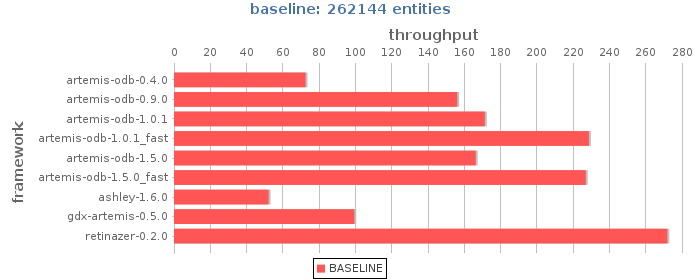 baseline: 262144 entities
throughput
0 20 40 60 80 100 120 140 160 180 200 220 240 260 280
framework
artemis-odb-0.4.0
artemis-odb-0.9.0
artemis-odb-1.0.1
artemis-odb-1.0.1_fast
artemis-odb-1.5.0
artemis-odb-1.5.0_fast
ashley-1.6.0
gdx-artemis-0.5.0
retinazer-0.2.0
BASELINE